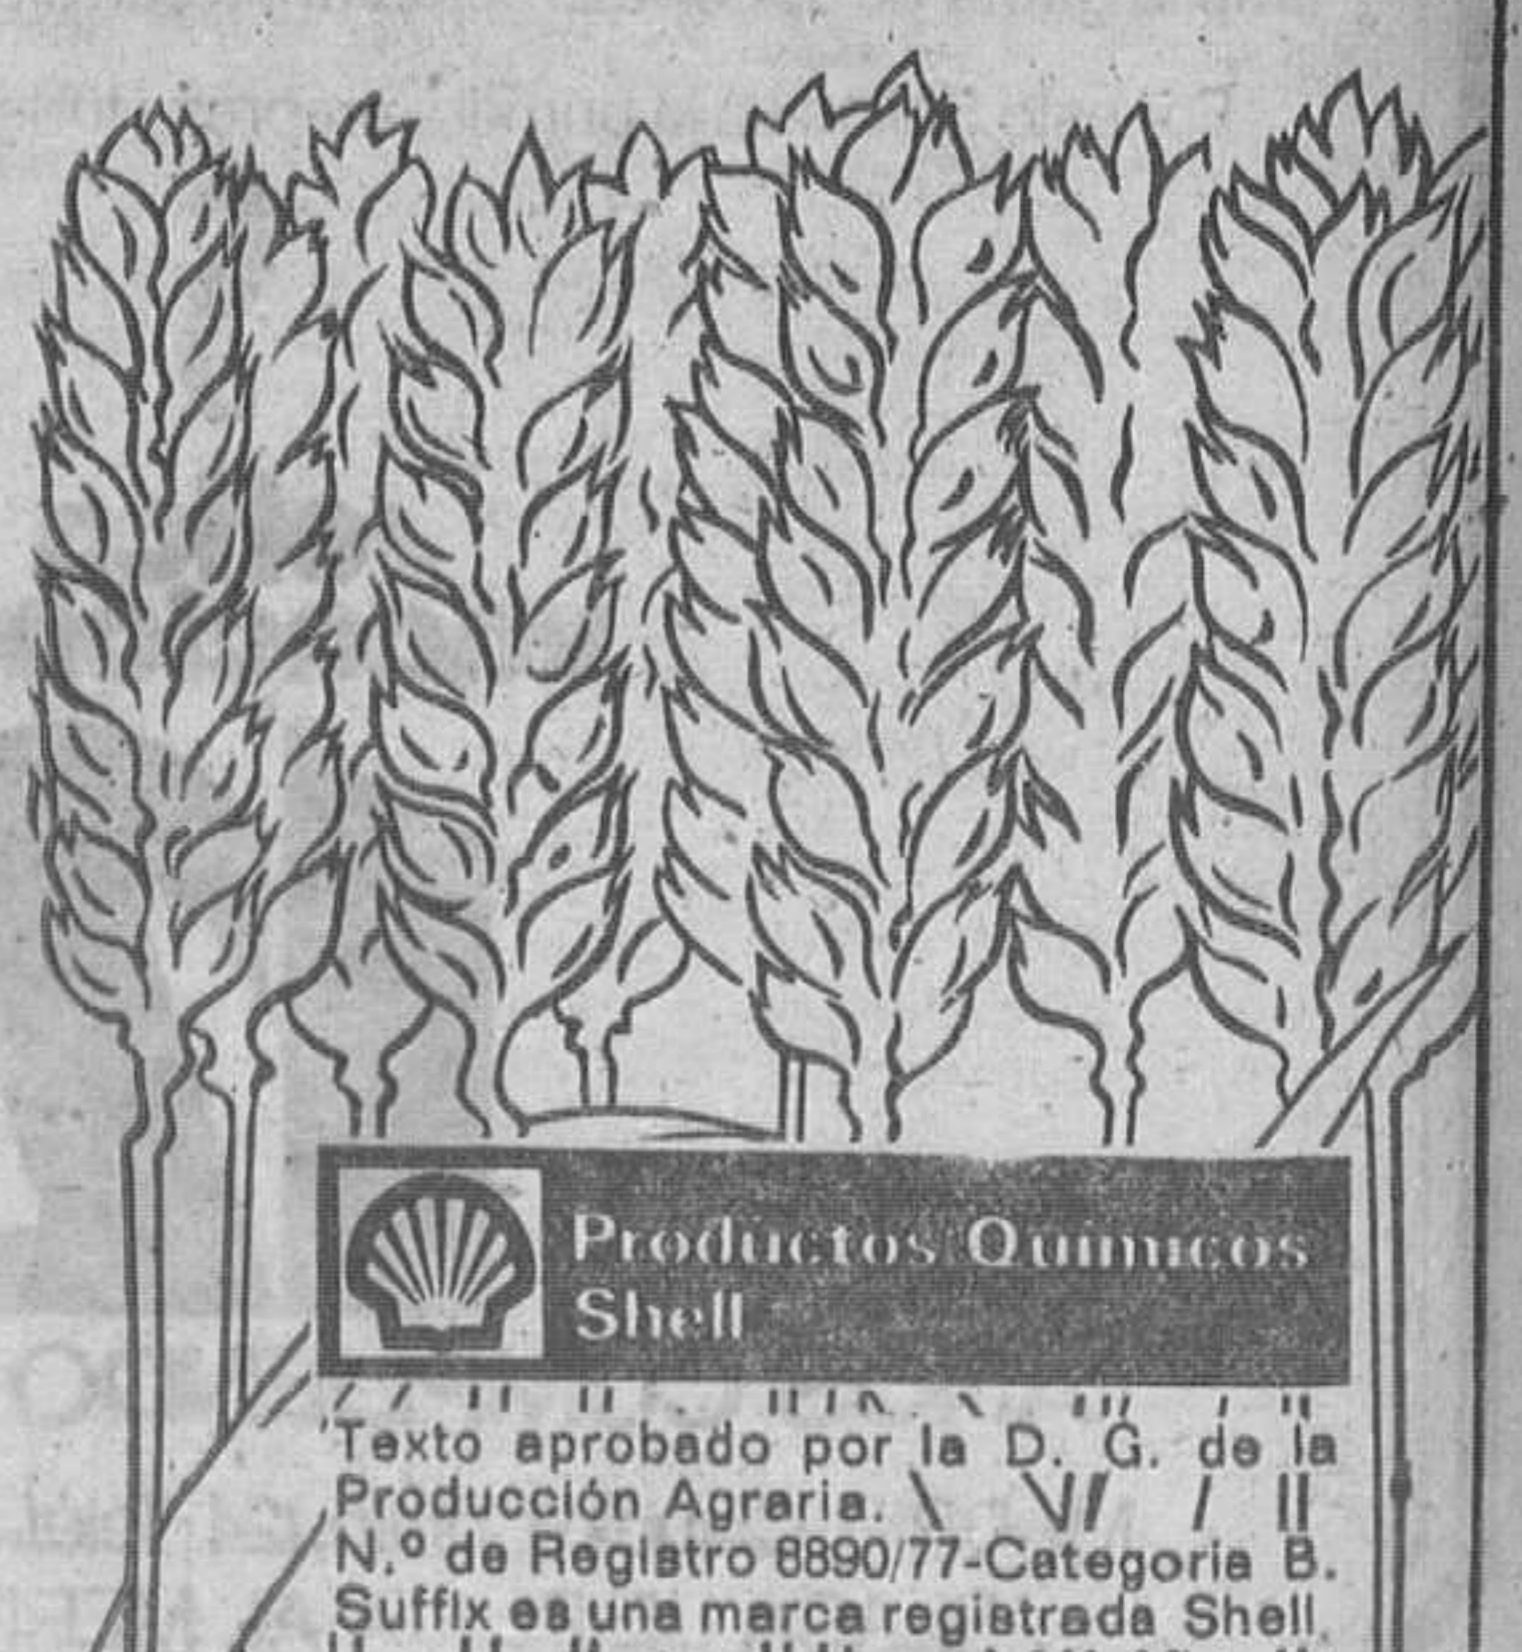 Productos Químicos
Shell
Texto aprobado por la D. G. de la
Producción Agraria.
N.º de Registro 8890/77-Categoria B.
Suffix es una marca registrada Shell.